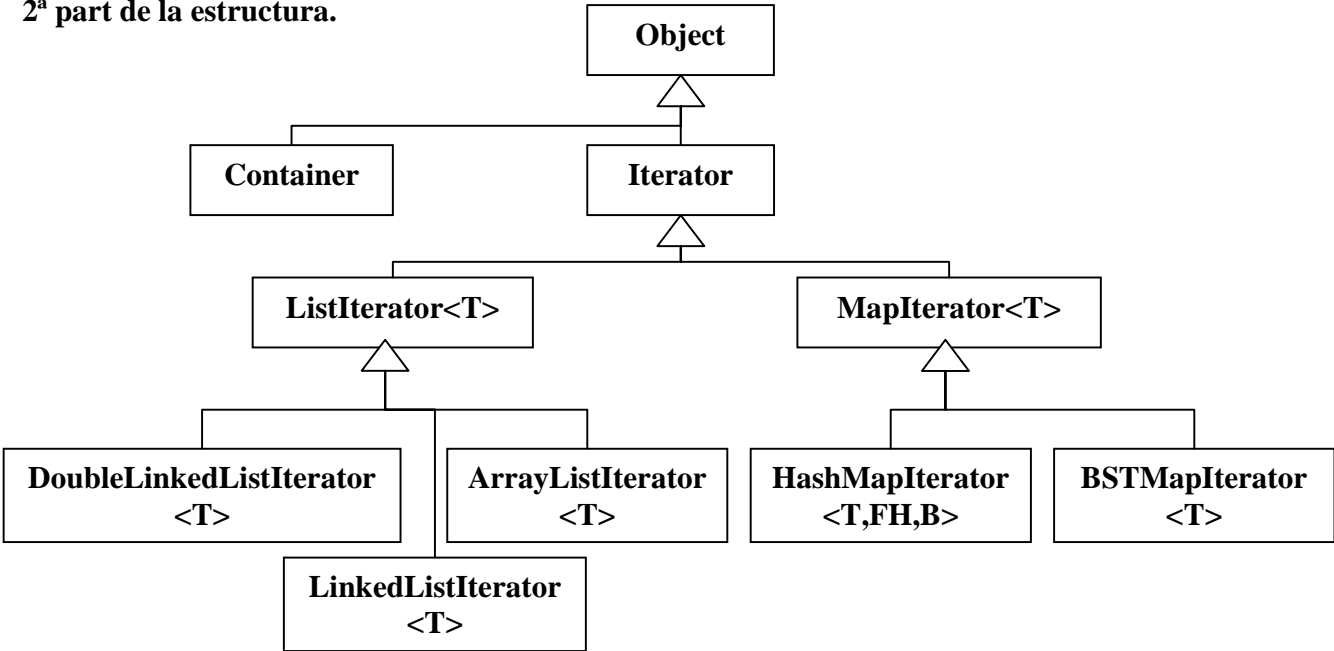 2ª part de la estructura.
Object
Container
Iterator
ListIterator<T>
MapIterator<T>
DoubleLinkedListIterator
<T>
ArrayListIterator
<T>
HashMapIterator
<T,FH,B>
BSTMapIterator
<T>
LinkedListIterator
<T>